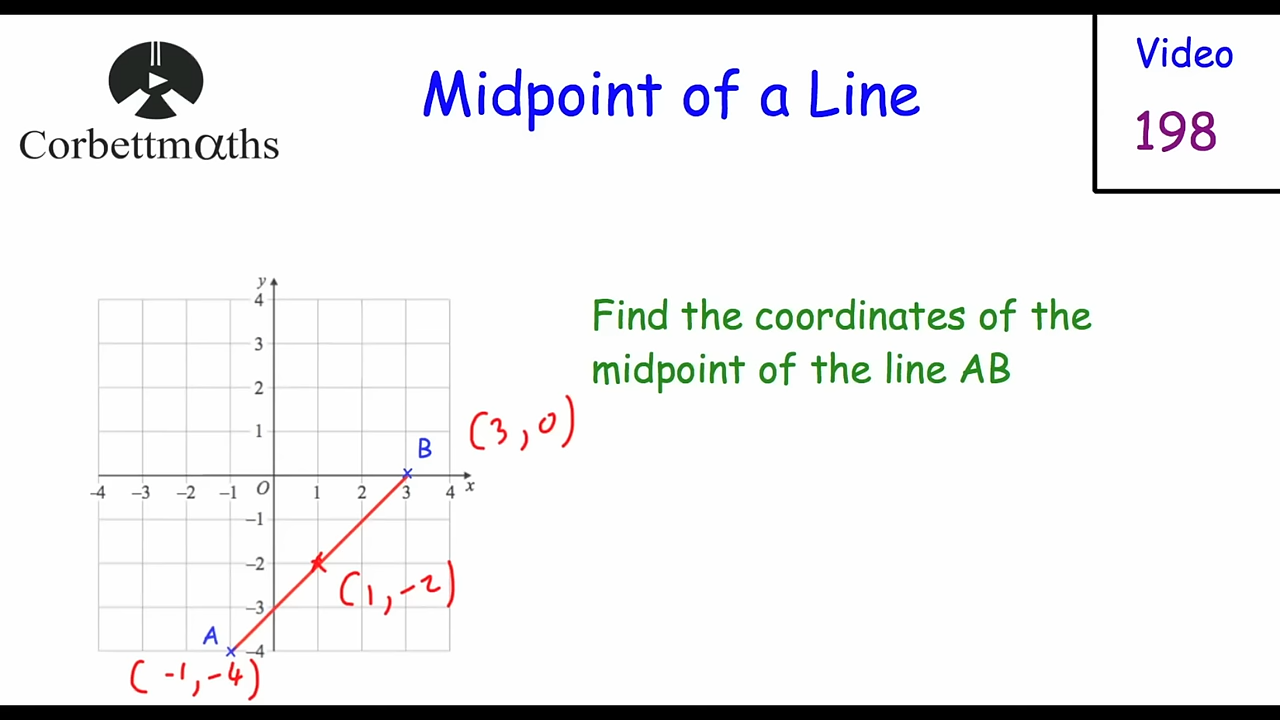 Corbettmαths
Midpoint of a Line
Video
198
Find the coordinates of the
midpoint of the line AB
y
4
3
2
1
B
(3,0)
-4 -3 -2 -1 O 1 2 3 4 x
-1
-2
(1,-2)
-3
A
-4
(-1,-4)